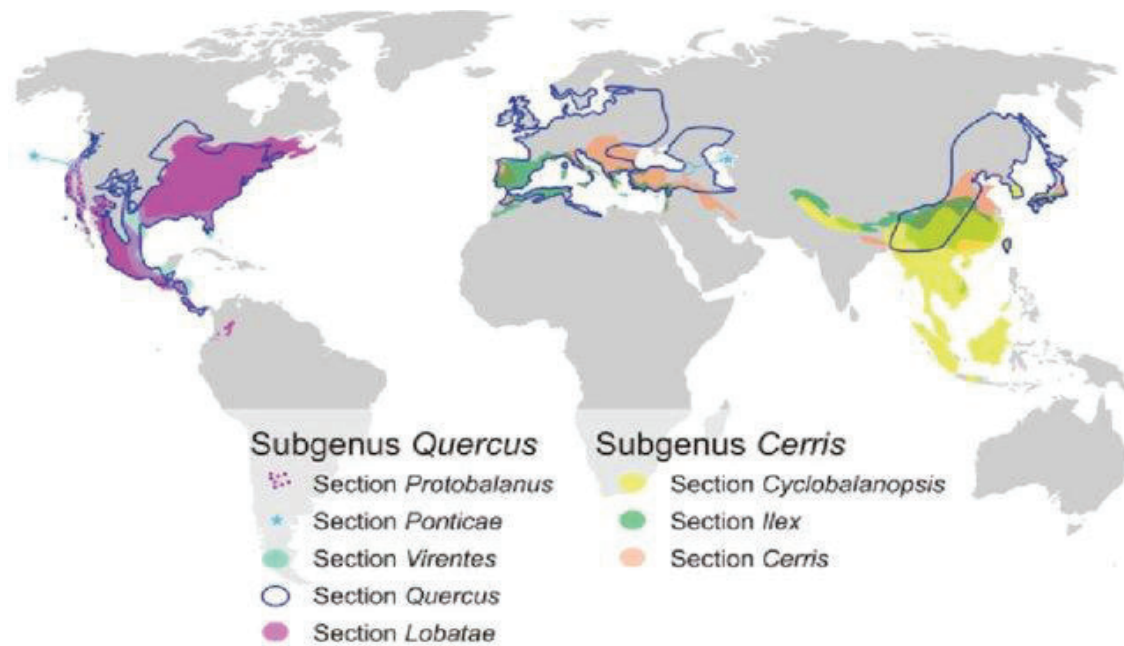 Subgenus Quercus
Section Protobalanus
Section Ponticae
Section Virentes
Section Quercus
Section Lobatae
Subgenus Cerris
Section Cyclobalanopsis
Section Ilex
Section Cerris